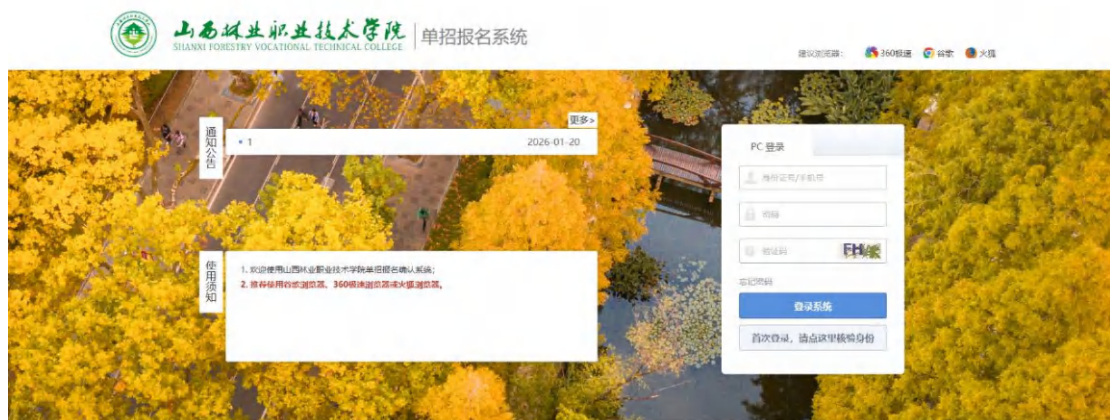 山西林业职业技术学院
SHANXI FORESTRY VOCATIONAL TECHNICAL COLLEGE
单招报名系统
建议浏览器： 360极速 谷歌 火狐
通知公告
更多>
1 2026-01-20
使用须知
1. 欢迎使用山西林业职业技术学院单招报名确认系统；
2. 推荐使用谷歌浏览器、360极速浏览器或火狐浏览器。
PC 登录
身份证号/手机号
密码
验证码
忘记密码
登录系统
首次登录，请点这里核验身份